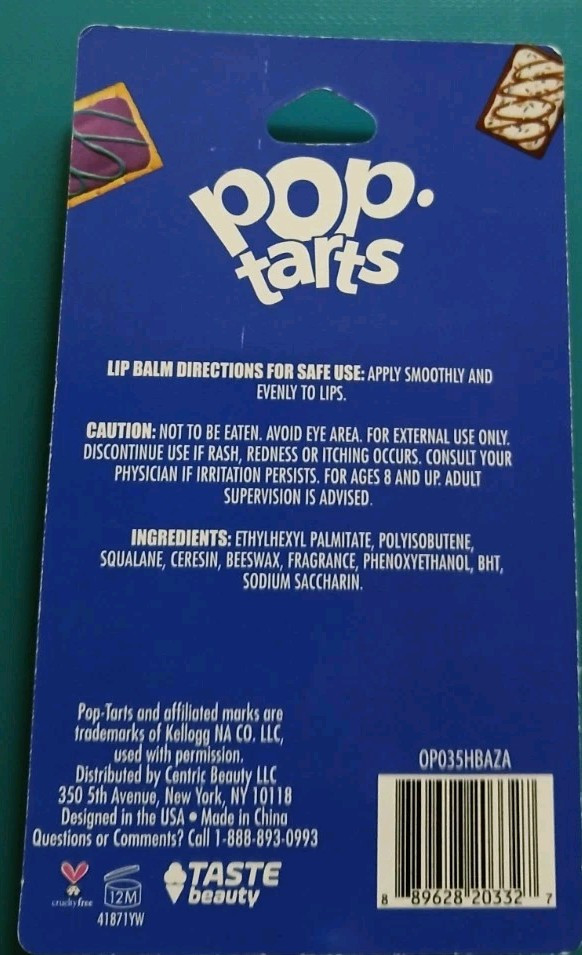 pop.
tarts
LIP BALM DIRECTIONS FOR SAFE USE: APPLY SMOOTHLY AND
EVENLY TO LIPS.
CAUTION: NOT TO BE EATEN. AVOID EYE AREA. FOR EXTERNAL USE ONLY.
DISCONTINUE USE IF RASH, REDNESS OR ITCHING OCCURS. CONSULT YOUR
PHYSICIAN IF IRRITATION PERSISTS. FOR AGES 8 AND UP. ADULT
SUPERVISION IS ADVISED.
INGREDIENTS: ETHYLHEXYL PALMITATE, POLYISOBUTENE,
SQUALANE, CERESIN, BEESWAX, FRAGRANCE, PHENOXYETHANOL, BHT,
SODIUM SACCHARIN.
Pop-Tarts and affiliated marks are
trademarks of Kellogg NA CO. LLC,
used with permission.
Distributed by Centric Beauty LLC
350 5th Avenue, New York, NY 10118
Designed in the USA • Made in China
Questions or Comments? Call 1-888-893-0993
cruelty free
12M
TASTE
beauty
41871YW
OP035HBAZA
8 89628 20332 7